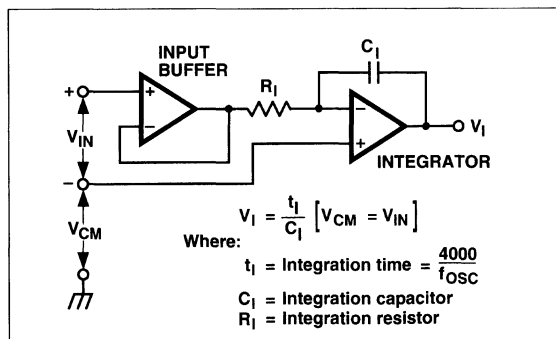 INPUT
BUFFER
C_I
R_I
+
+
−
−
+
V_IN
−
V_CM
V_I
INTEGRATOR
V_I = t_I/C_I [V_CM = V_IN]
Where:
t_I = Integration time = 4000/f_OSC
C_I = Integration capacitor
R_I = Integration resistor